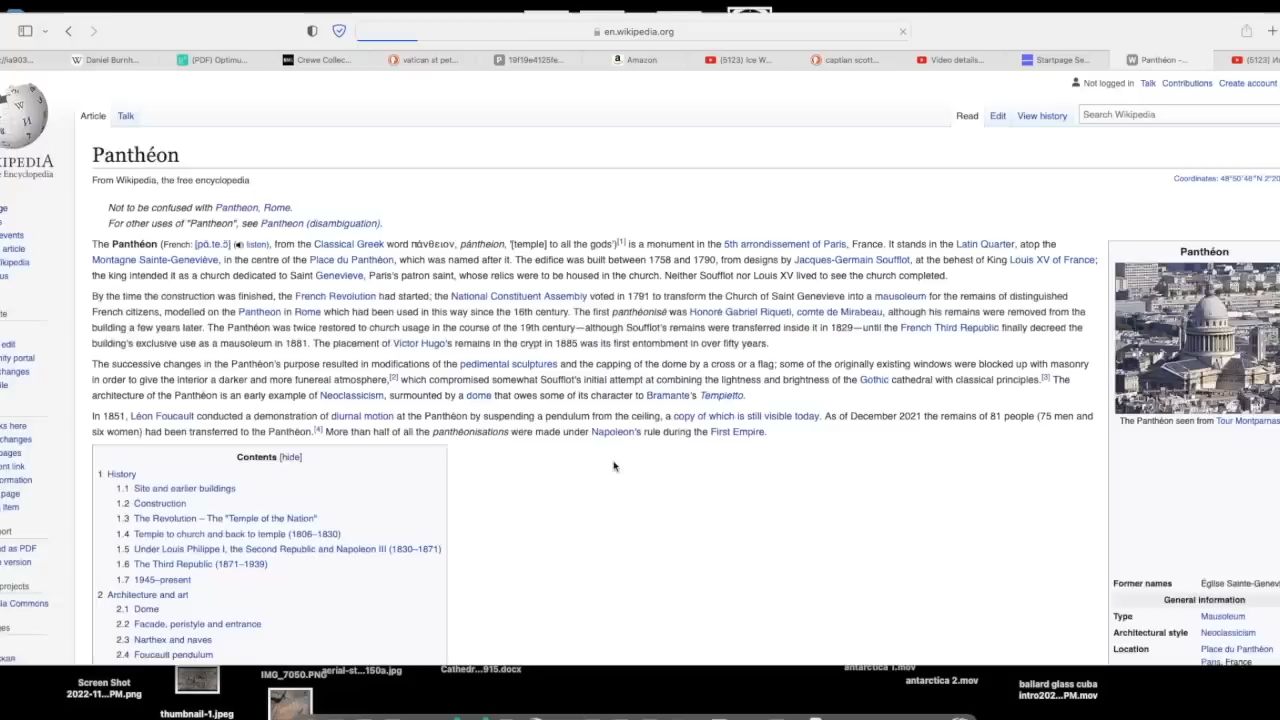 en.wikipedia.org
Daniel Burnh...
(PDF) Optimu...
Crewe Collec...
vatican st pet...
19f19e4125fe...
Amazon
(5123) Ice W...
captian scott...
Video details...
Startpage Se...
Panthéon -...
Not logged in Talk Contributions Create account
Article Talk Read Edit View history Search Wikipedia
IKIPEDIA
e Encyclopedia
Panthéon
From Wikipedia, the free encyclopedia
Coordinates: 48°50′46″N 2°20
Not to be confused with Pantheon, Rome.
For other uses of "Pantheon", see Pantheon (disambiguation).
The Panthéon (French: [pɑ̃.te.ɔ̃] (listen), from the Classical Greek word πάνθειον, pántheion, '[temple] to all the gods')[1] is a monument in the 5th arrondissement of Paris, France. It stands in the Latin Quarter, atop the
Montagne Sainte-Geneviève, in the centre of the Place du Panthéon, which was named after it. The edifice was built between 1758 and 1790, from designs by Jacques-Germain Soufflot, at the behest of King Louis XV of France;
the king intended it as a church dedicated to Saint Genevieve, Paris's patron saint, whose relics were to be housed in the church. Neither Soufflot nor Louis XV lived to see the church completed.
By the time the construction was finished, the French Revolution had started; the National Constituent Assembly voted in 1791 to transform the Church of Saint Genevieve into a mausoleum for the remains of distinguished
French citizens, modelled on the Pantheon in Rome which had been used in this way since the 16th century. The first panthéonisé was Honoré Gabriel Riqueti, comte de Mirabeau, although his remains were removed from the
building a few years later. The Panthéon was twice restored to church usage in the course of the 19th century—although Soufflot's remains were transferred inside it in 1829—until the French Third Republic finally decreed the
building's exclusive use as a mausoleum in 1881. The placement of Victor Hugo's remains in the crypt in 1885 was its first entombment in over fifty years.
The successive changes in the Panthéon's purpose resulted in modifications of the pedimental sculptures and the capping of the dome by a cross or a flag; some of the originally existing windows were blocked up with masonry
in order to give the interior a darker and more funereal atmosphere,[2] which compromised somewhat Soufflot's initial attempt at combining the lightness and brightness of the Gothic cathedral with classical principles.[3] The
architecture of the Panthéon is an early example of Neoclassicism, surmounted by a dome that owes some of its character to Bramante's Tempietto.
In 1851, Léon Foucault conducted a demonstration of diurnal motion at the Panthéon by suspending a pendulum from the ceiling, a copy of which is still visible today. As of December 2021 the remains of 81 people (75 men and
six women) had been transferred to the Panthéon.[4] More than half of all the panthéonisations were made under Napoleon's rule during the First Empire.
Contents [hide]
1 History
1.1 Site and earlier buildings
1.2 Construction
1.3 The Revolution – The "Temple of the Nation"
1.4 Temple to church and back to temple (1806–1830)
1.5 Under Louis Philippe I, the Second Republic and Napoleon III (1830–1871)
1.6 The Third Republic (1871–1939)
1.7 1945–present
2 Architecture and art
2.1 Dome
2.2 Facade, peristyle and entrance
2.3 Narthex and naves
2.4 Foucault pendulum
Panthéon
The Panthéon seen from Tour Montparnas
Former names Église Sainte-Genevi
General information
Type Mausoleum
Architectural style Neoclassicism
Location Place du Panthéon
Paris, France
Screen Shot
2022-11...PM.png
thumbnail-1.jpeg
IMG_7050.PNG
aerial-st...150a.jpg
Cathedr...915.docx
antarctica 1.mov
antarctica 2.mov
ballard glass cuba
intro202...PM.mov